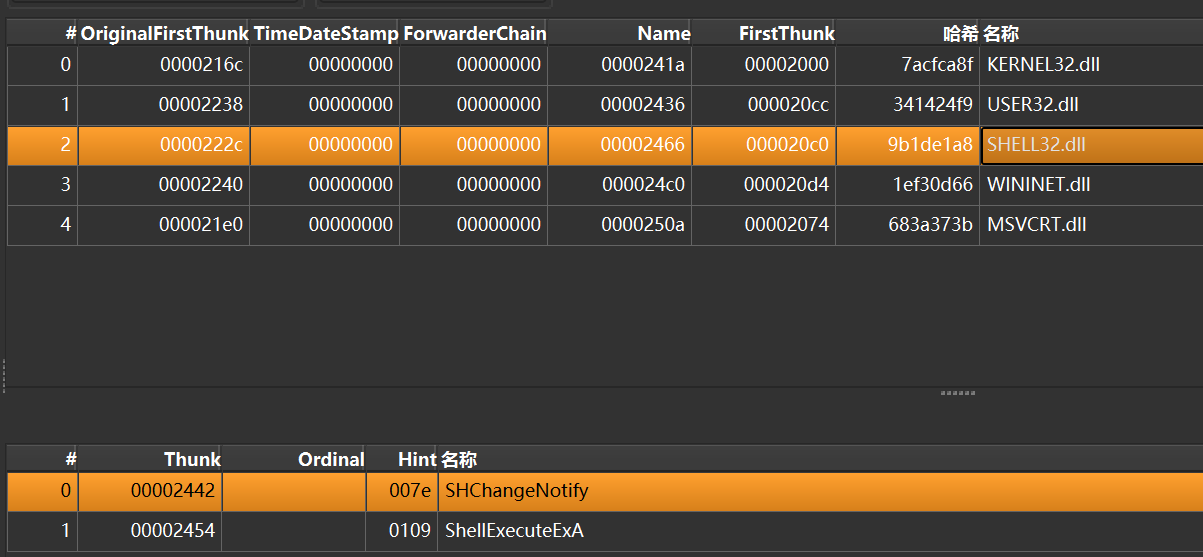 # OriginalFirstThunk TimeDateStamp ForwarderChain Name FirstThunk 哈希 名称
0 0000216c 00000000 00000000 0000241a 00002000 7acfca8f KERNEL32.dll
1 00002238 00000000 00000000 00002436 000020cc 341424f9 USER32.dll
2 0000222c 00000000 00000000 00002466 000020c0 9b1de1a8 SHELL32.dll
3 00002240 00000000 00000000 000024c0 000020d4 1ef30d66 WININET.dll
4 000021e0 00000000 00000000 0000250a 00002074 683a373b MSVCRT.dll
# Thunk Ordinal Hint 名称
0 00002442 007e SHChangeNotify
1 00002454 0109 ShellExecuteExA